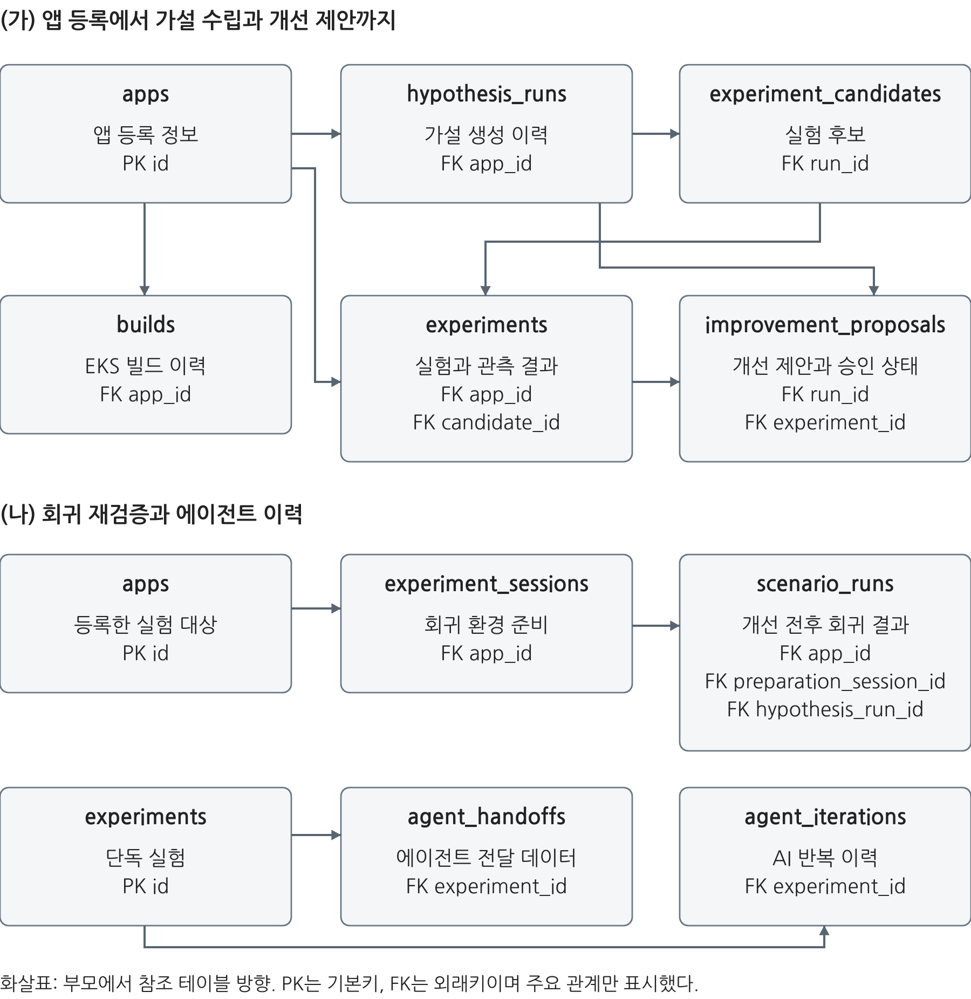 (가) 앱 등록에서 가설 수립과 개선 제안까지
apps
앱 등록 정보
PK id
hypothesis_runs
가설 생성 이력
FK app_id
experiment_candidates
실험 후보
FK run_id
builds
EKS 빌드 이력
FK app_id
experiments
실험과 관측 결과
FK app_id
FK candidate_id
improvement_proposals
개선 제안과 승인 상태
FK run_id
FK experiment_id
(나) 회귀 재검증과 에이전트 이력
apps
등록한 실험 대상
PK id
experiment_sessions
회귀 환경 준비
FK app_id
scenario_runs
개선 전후 회귀 결과
FK app_id
FK preparation_session_id
FK hypothesis_run_id
experiments
단독 실험
PK id
agent_handoffs
에이전트 전달 데이터
FK experiment_id
agent_iterations
AI 반복 이력
FK experiment_id
화살표: 부모에서 참조 테이블 방향. PK는 기본키, FK는 외래키이며 주요 관계만 표시했다.